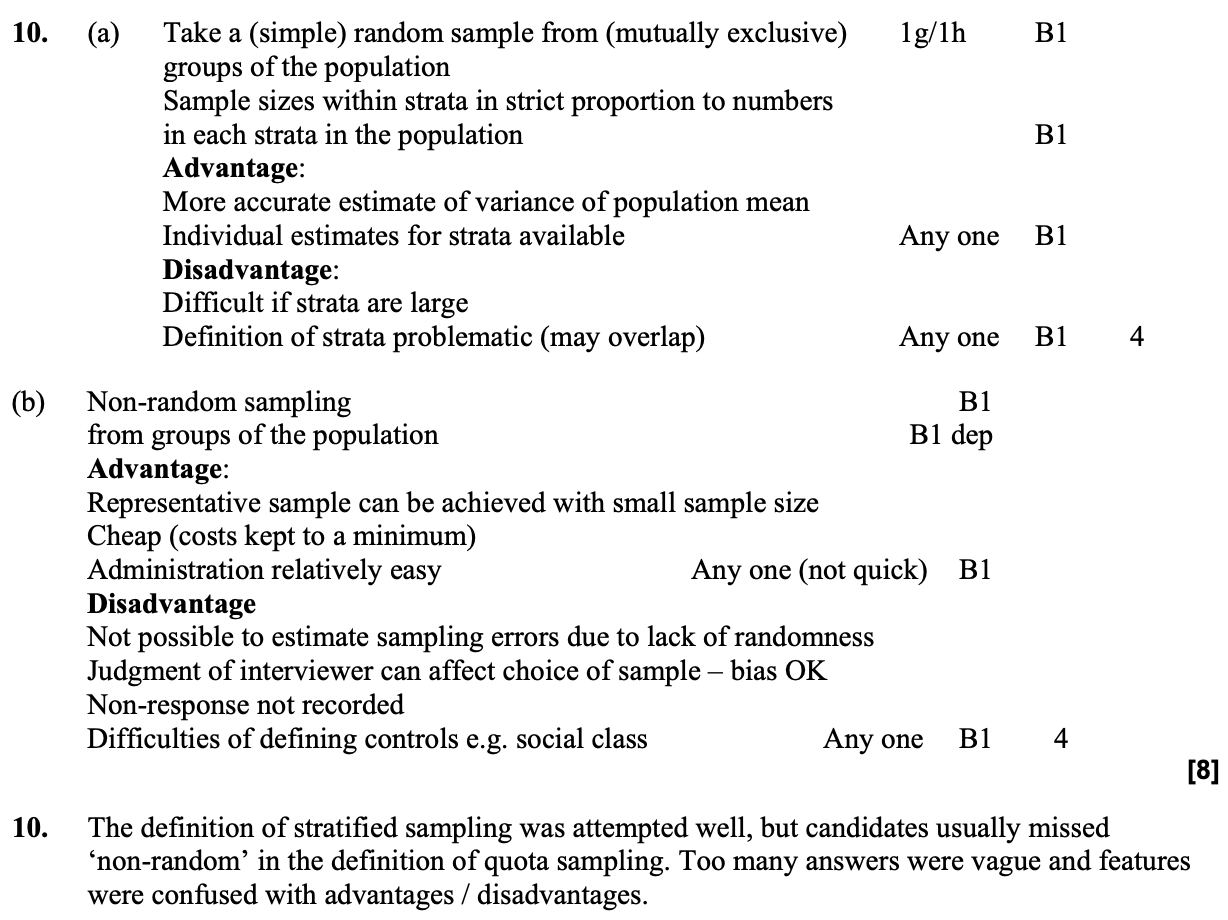 10. (a) Take a (simple) random sample from (mutually exclusive) 1g/1h B1
groups of the population
Sample sizes within strata in strict proportion to numbers
in each strata in the population B1
Advantage:
More accurate estimate of variance of population mean
Individual estimates for strata available Any one B1
Disadvantage:
Difficult if strata are large
Definition of strata problematic (may overlap) Any one B1 4
(b) Non-random sampling B1
from groups of the population B1 dep
Advantage:
Representative sample can be achieved with small sample size
Cheap (costs kept to a minimum)
Administration relatively easy Any one (not quick) B1
Disadvantage
Not possible to estimate sampling errors due to lack of randomness
Judgment of interviewer can affect choice of sample – bias OK
Non-response not recorded
Difficulties of defining controls e.g. social class Any one B1 4
[8]
10. The definition of stratified sampling was attempted well, but candidates usually missed
‘non-random’ in the definition of quota sampling. Too many answers were vague and features
were confused with advantages / disadvantages.